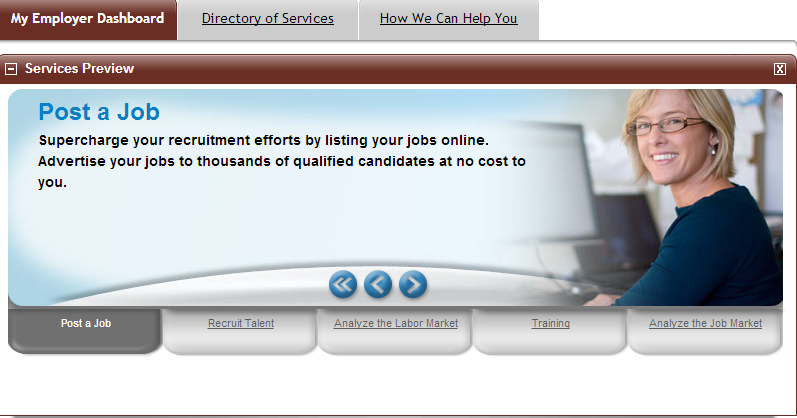 My Employer Dashboard
Directory of Services
How We Can Help You
Services Preview
Post a Job
Supercharge your recruitment efforts by listing your jobs online.
Advertise your jobs to thousands of qualified candidates at no cost to
you.
Post a Job
Recruit Talent
Analyze the Labor Market
Training
Analyze the Job Market